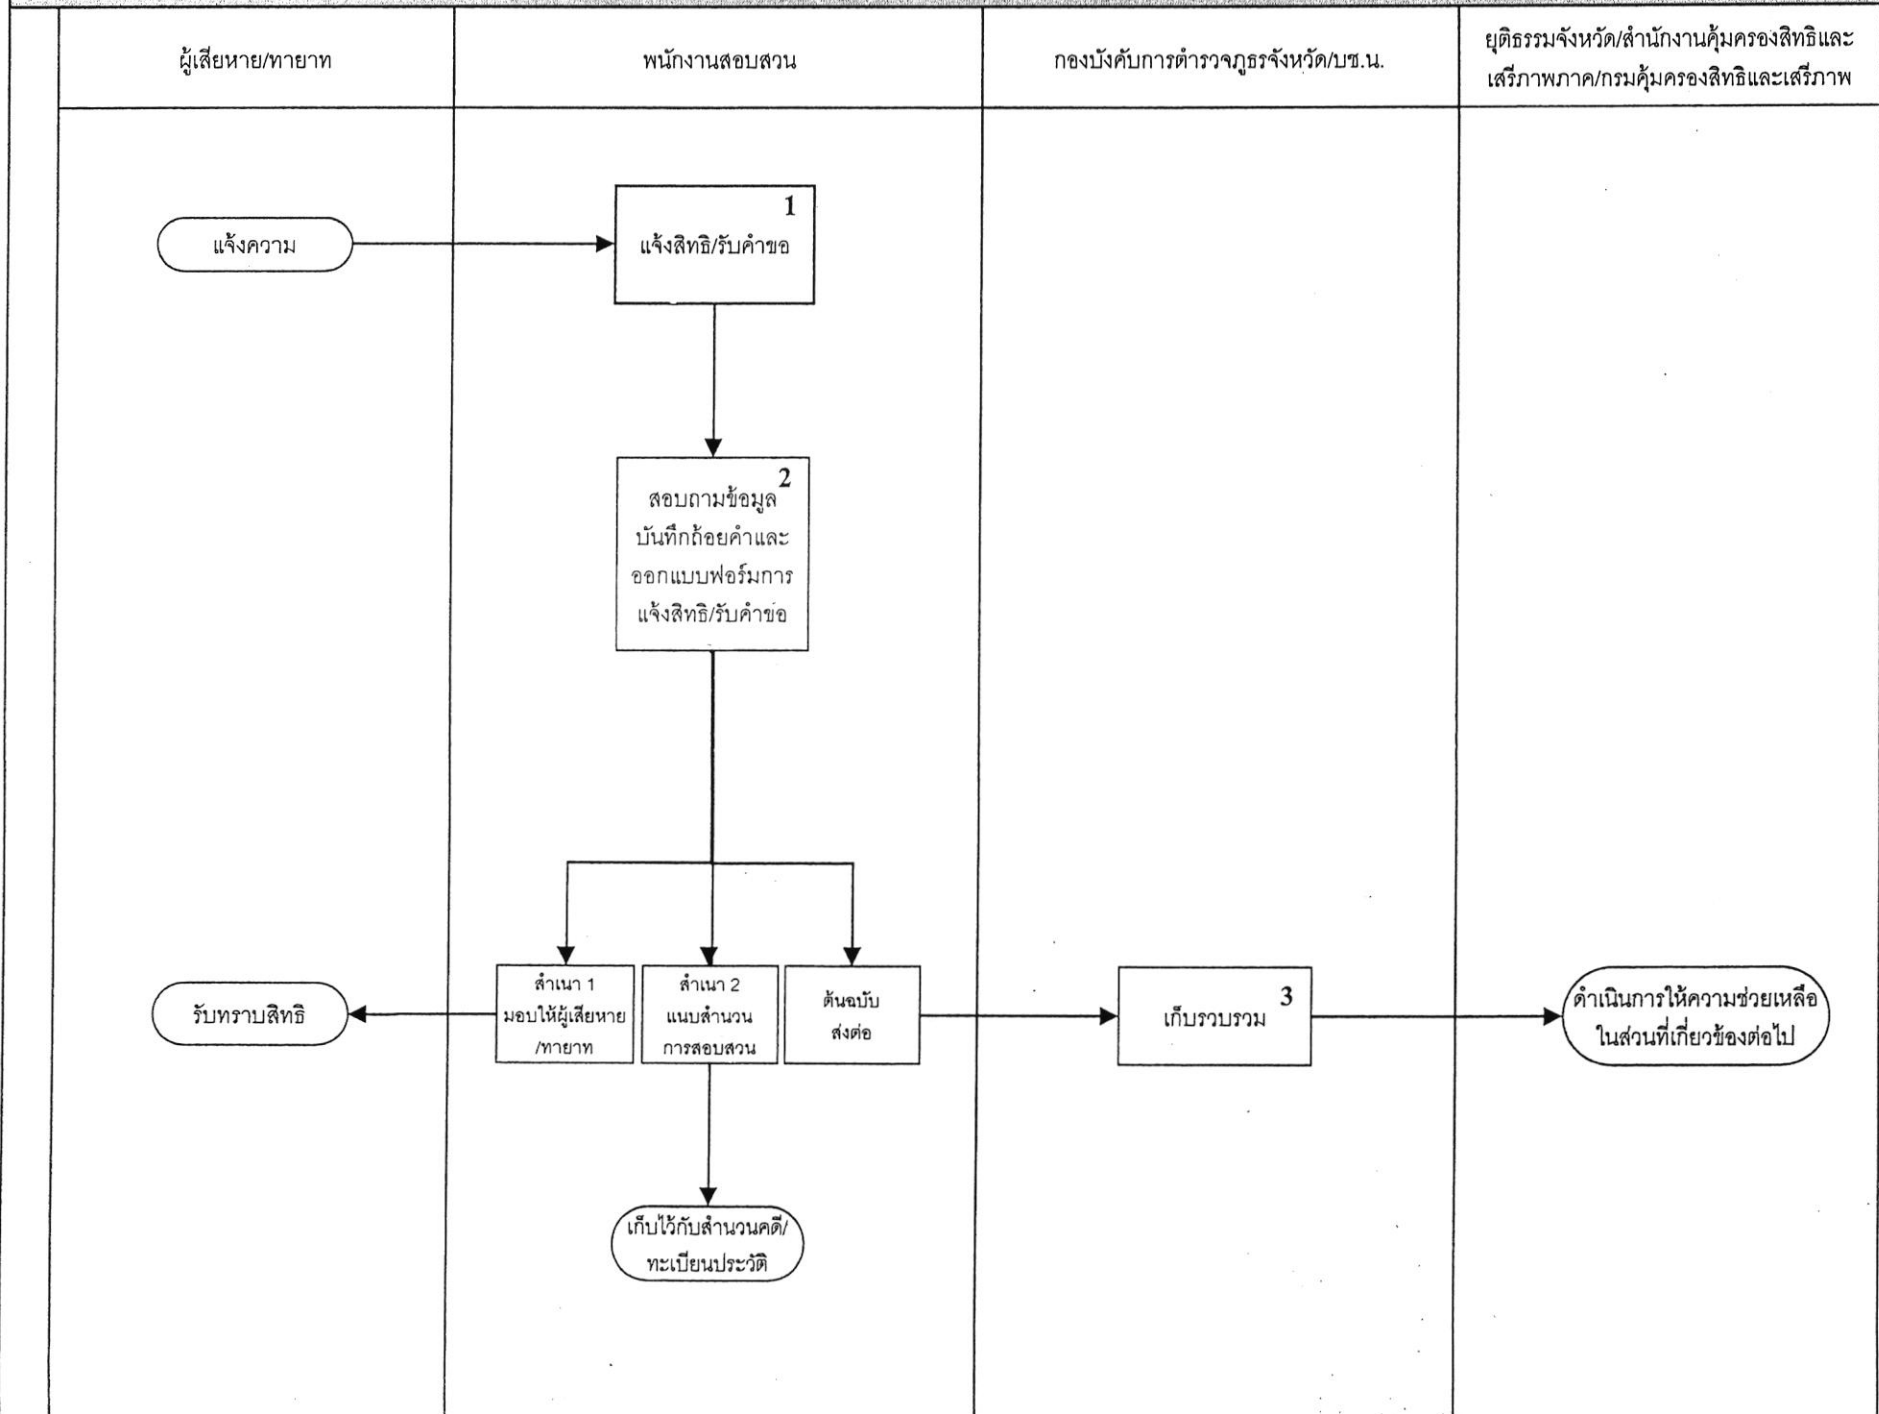 ผู้เสียหาย/ทายาท
พนักงานสอบสวน
กองบังคับการตำรวจภูธรจังหวัด/บช.น.
ยุติธรรมจังหวัด/สำนักงานคุ้มครองสิทธิและ
เสรีภาพภาค/กรมคุ้มครองสิทธิและเสรีภาพ
แจ้งความ
1
แจ้งสิทธิ/รับคำขอ
2
สอบถามข้อมูล
บันทึกถ้อยคำและ
ออกแบบฟอร์มการ
แจ้งสิทธิ/รับคำขอ
รับทราบสิทธิ
สำเนา 1
มอบให้ผู้เสียหาย
/ทายาท
สำเนา 2
แนบสำนวน
การสอบสวน
ต้นฉบับ
ส่งต่อ
3
เก็บรวบรวม
ดำเนินการให้ความช่วยเหลือ
ในส่วนที่เกี่ยวข้องต่อไป
เก็บไว้กับสำนวนคดี/
ทะเบียนประวัติ